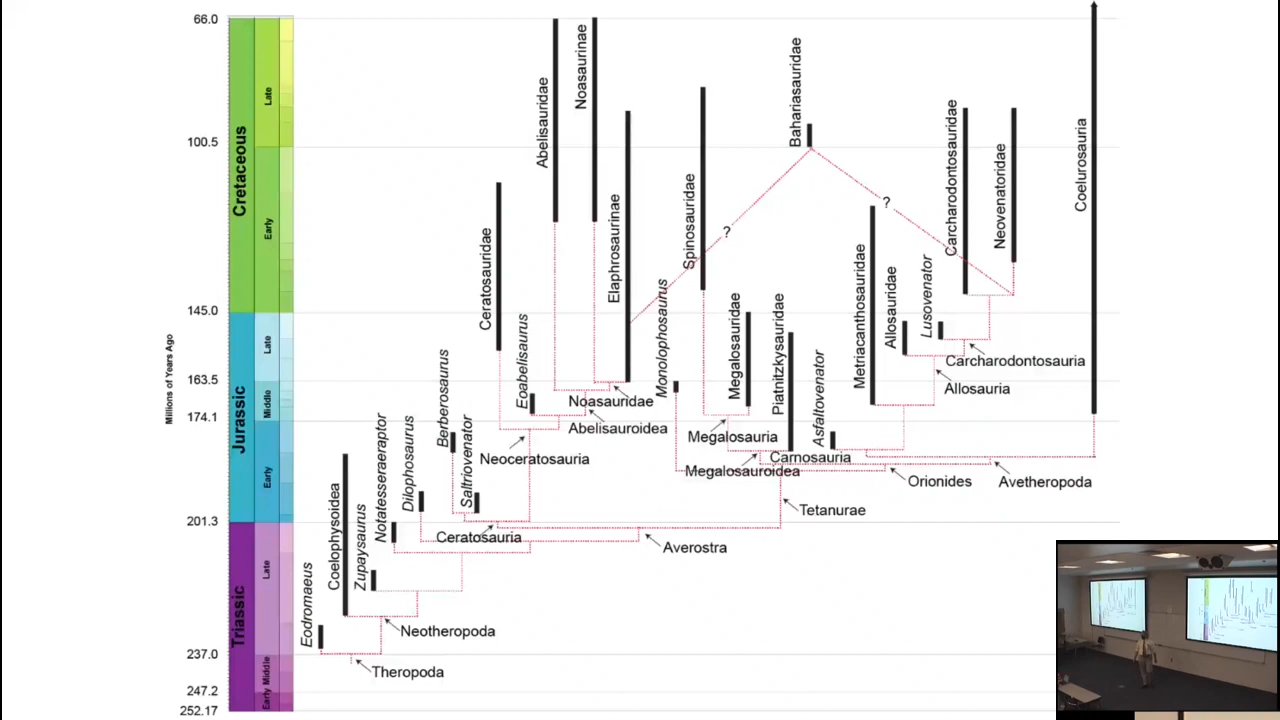 66.0
100.5
145.0
163.5
174.1
201.3
237.0
247.2
252.17
Millions of Years Ago
Cretaceous
Jurassic
Triassic
Late
Early
Late
Middle
Early
Late
Early Middle
Eodromaeus
Coelophysoidea
Zupaysaurus
Notatesseraeraptor
Dilophosaurus
Berberosaurus
Saltriovenator
Ceratosauridae
Eoabelisaurus
Abelisauridae
Noasaurinae
Elaphrosaurinae
Monolophosaurus
Spinosauridae
Megalosauridae
Piatnitzkysauridae
Asfaltovenator
Bahariasauridae
Metriacanthosauridae
Allosauridae
Lusovenator
Carcharodontosauridae
Neovenatoridae
Coelurosauria
?
?
Carcharodontosauria
Allosauria
Noasauridae
Abelisauroidea
Megalosauria
Neoceratosauria
Carnosauria
Megalosauroidea
Orionides
Avetheropoda
Tetanurae
Ceratosauria
Averostra
Neotheropoda
Theropoda